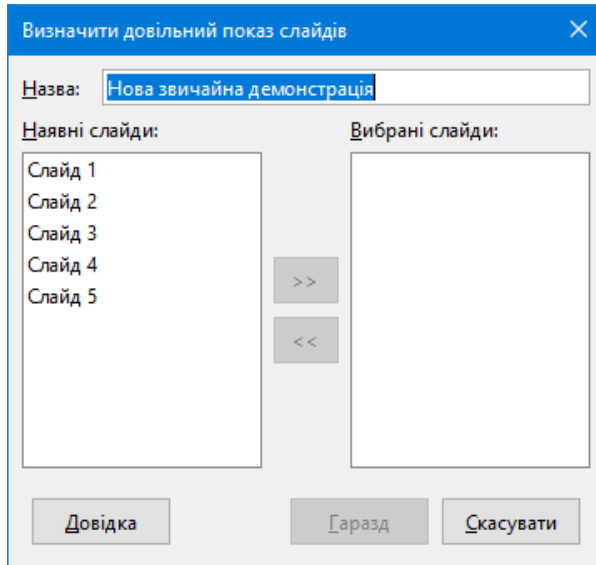 Визначити довільний показ слайдів
Назва: Нова звичайна демонстрація
Наявні слайди:
Вибрані слайди:
Слайд 1
Слайд 2
Слайд 3
Слайд 4
Слайд 5
>>
<<
Довідка
Гаразд
Скасувати